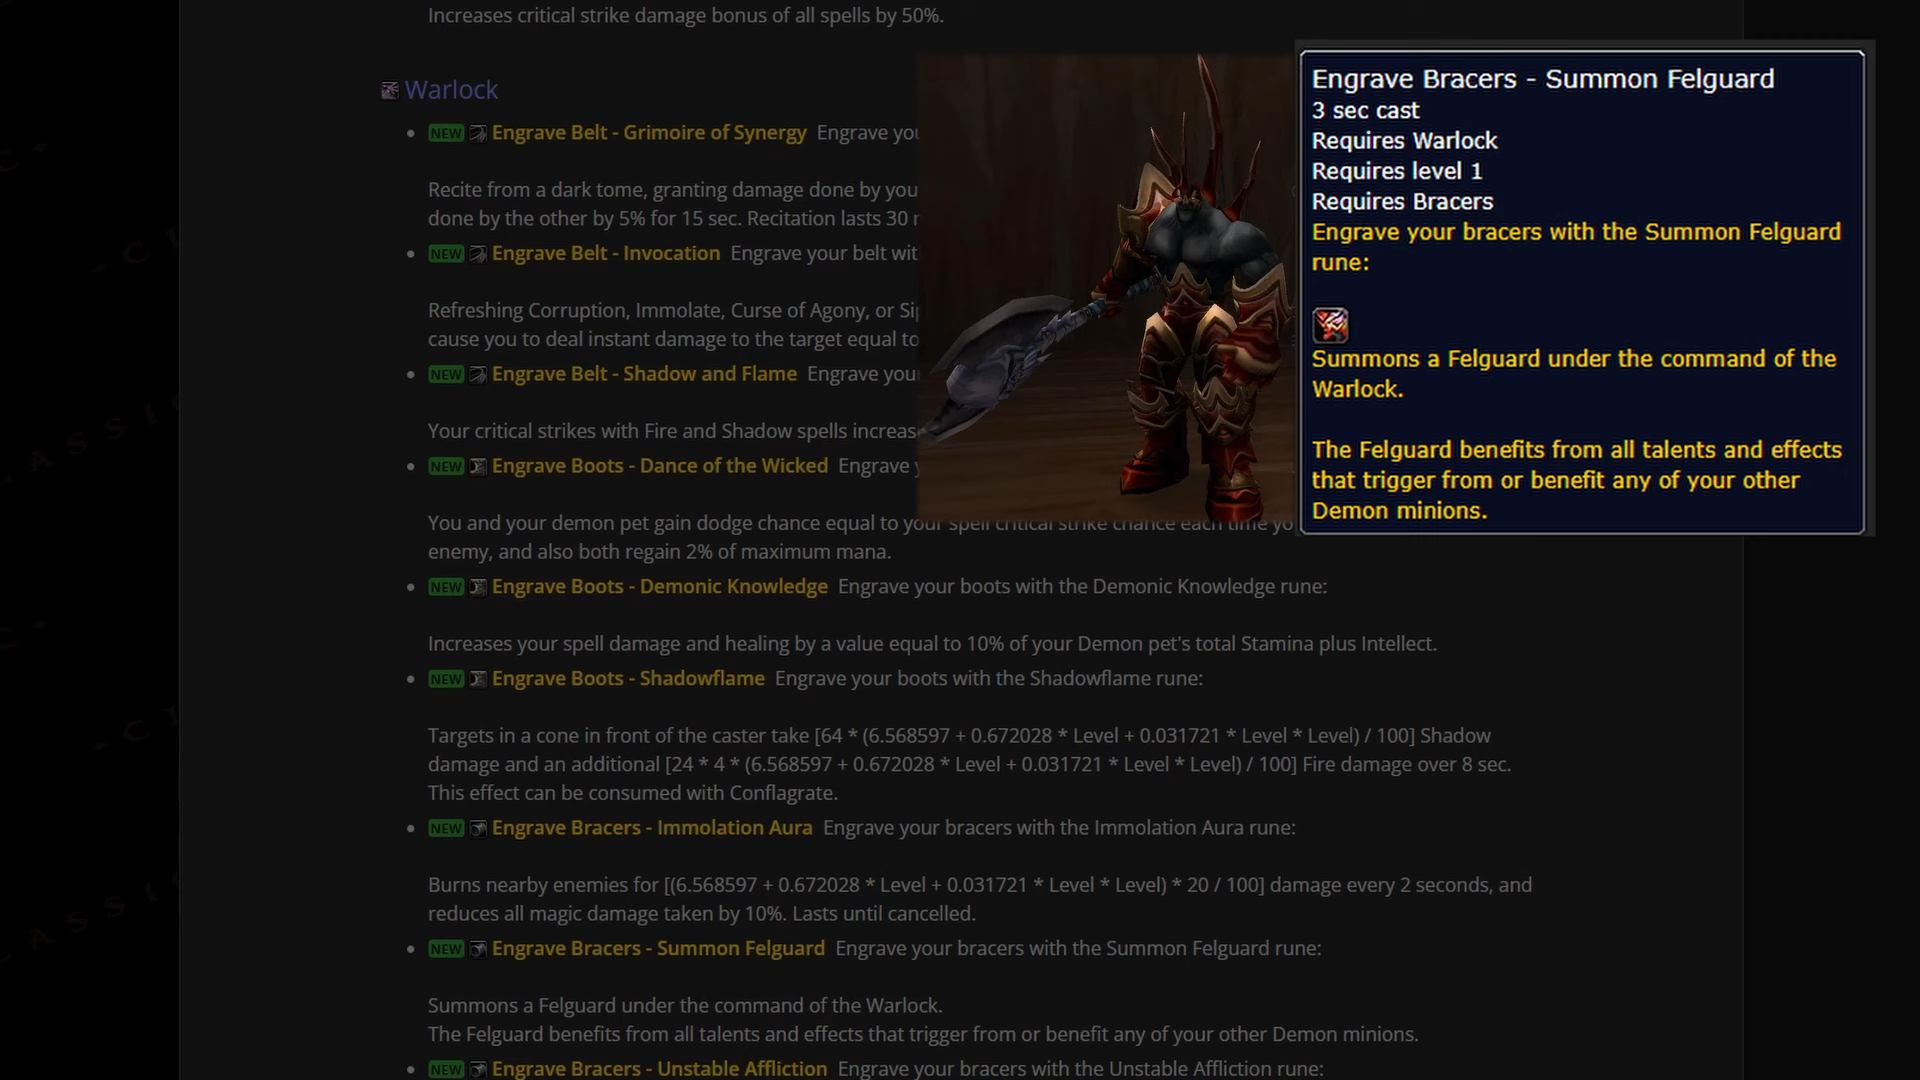 Increases critical strike damage bonus of all spells by 50%.
Warlock
NEW Engrave Belt - Grimoire of Synergy Engrave you
Recite from a dark tome, granting damage done by you
done by the other by 5% for 15 sec. Recitation lasts 30
NEW Engrave Belt - Invocation Engrave your belt wit
Refreshing Corruption, Immolate, Curse of Agony, or
cause you to deal instant damage to the target equal to
NEW Engrave Belt - Shadow and Flame Engrave you
Your critical strikes with Fire and Shadow spells increas
NEW Engrave Boots - Dance of the Wicked Engrave
You and your demon pet gain dodge chance equal to your spell critical strike chance each time yo
enemy, and also both regain 2% of maximum mana.
NEW Engrave Boots - Demonic Knowledge Engrave your boots with the Demonic Knowledge rune:
Increases your spell damage and healing by a value equal to 10% of your Demon pet's total Stamina plus Intellect.
NEW Engrave Boots - Shadowflame Engrave your boots with the Shadowflame rune:
Targets in a cone in front of the caster take [64 * (6.568597 + 0.672028 * Level + 0.031721 * Level * Level) / 100] Shadow
damage and an additional [24 * 4 * (6.568597 + 0.672028 * Level + 0.031721 * Level * Level) / 100] Fire damage over 8 sec.
This effect can be consumed with Conflagrate.
NEW Engrave Bracers - Immolation Aura Engrave your bracers with the Immolation Aura rune:
Burns nearby enemies for [(6.568597 + 0.672028 * Level + 0.031721 * Level * Level) * 20 / 100] damage every 2 seconds, and
reduces all magic damage taken by 10%. Lasts until cancelled.
NEW Engrave Bracers - Summon Felguard Engrave your bracers with the Summon Felguard rune:
Summons a Felguard under the command of the Warlock.
The Felguard benefits from all talents and effects that trigger from or benefit any of your other Demon minions.
NEW Engrave Bracers - Unstable Affliction Engrave your bracers with the Unstable Affliction rune:
Engrave Bracers - Summon Felguard
3 sec cast
Requires Warlock
Requires level 1
Requires Bracers
Engrave your bracers with the Summon Felguard
rune:
Summons a Felguard under the command of the
Warlock.
The Felguard benefits from all talents and effects
that trigger from or benefit any of your other
Demon minions.